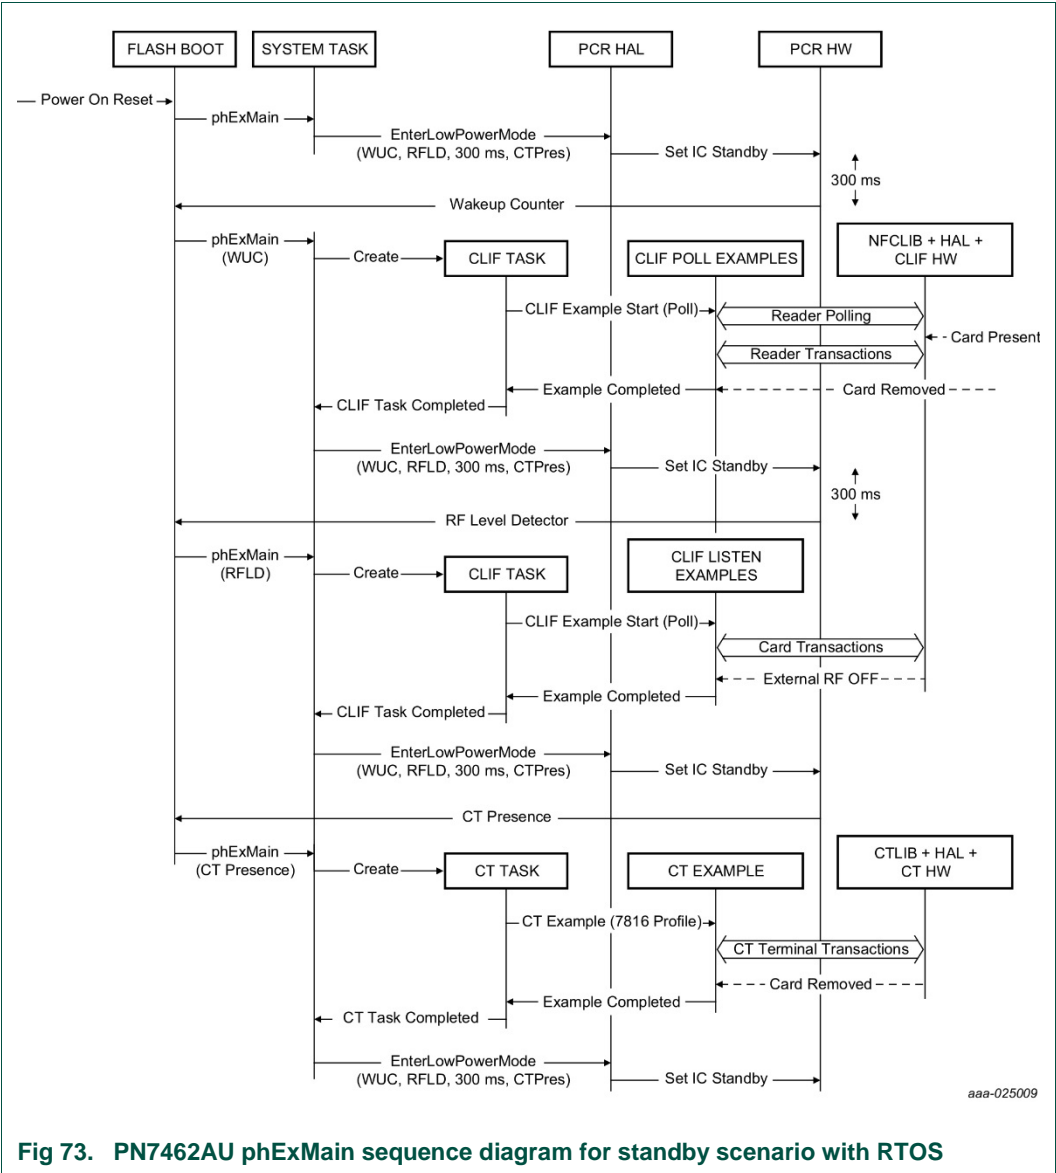 FLASH BOOT
SYSTEM TASK
PCR HAL
PCR HW
Power On Reset
phExMain
EnterLowPowerMode
(WUC, RFLD, 300 ms, CTPres)
Set IC Standby
300 ms
Wakeup Counter
phExMain
(WUC)
Create
CLIF TASK
CLIF POLL EXAMPLES
NFCLIB + HAL +
CLIF HW
CLIF Example Start (Poll)
Reader Polling
Card Present
Reader Transactions
Example Completed
Card Removed
CLIF Task Completed
EnterLowPowerMode
(WUC, RFLD, 300 ms, CTPres)
Set IC Standby
300 ms
RF Level Detector
phExMain
(RFLD)
Create
CLIF TASK
CLIF LISTEN
EXAMPLES
CLIF Example Start (Poll)
Card Transactions
External RF OFF
Example Completed
CLIF Task Completed
EnterLowPowerMode
(WUC, RFLD, 300 ms, CTPres)
Set IC Standby
CT Presence
phExMain
(CT Presence)
Create
CT TASK
CT EXAMPLE
CTLIB + HAL +
CT HW
CT Example (7816 Profile)
CT Terminal Transactions
Card Removed
Example Completed
CT Task Completed
EnterLowPowerMode
(WUC, RFLD, 300 ms, CTPres)
Set IC Standby
aaa-025009
Fig 73. PN7462AU phExMain sequence diagram for standby scenario with RTOS